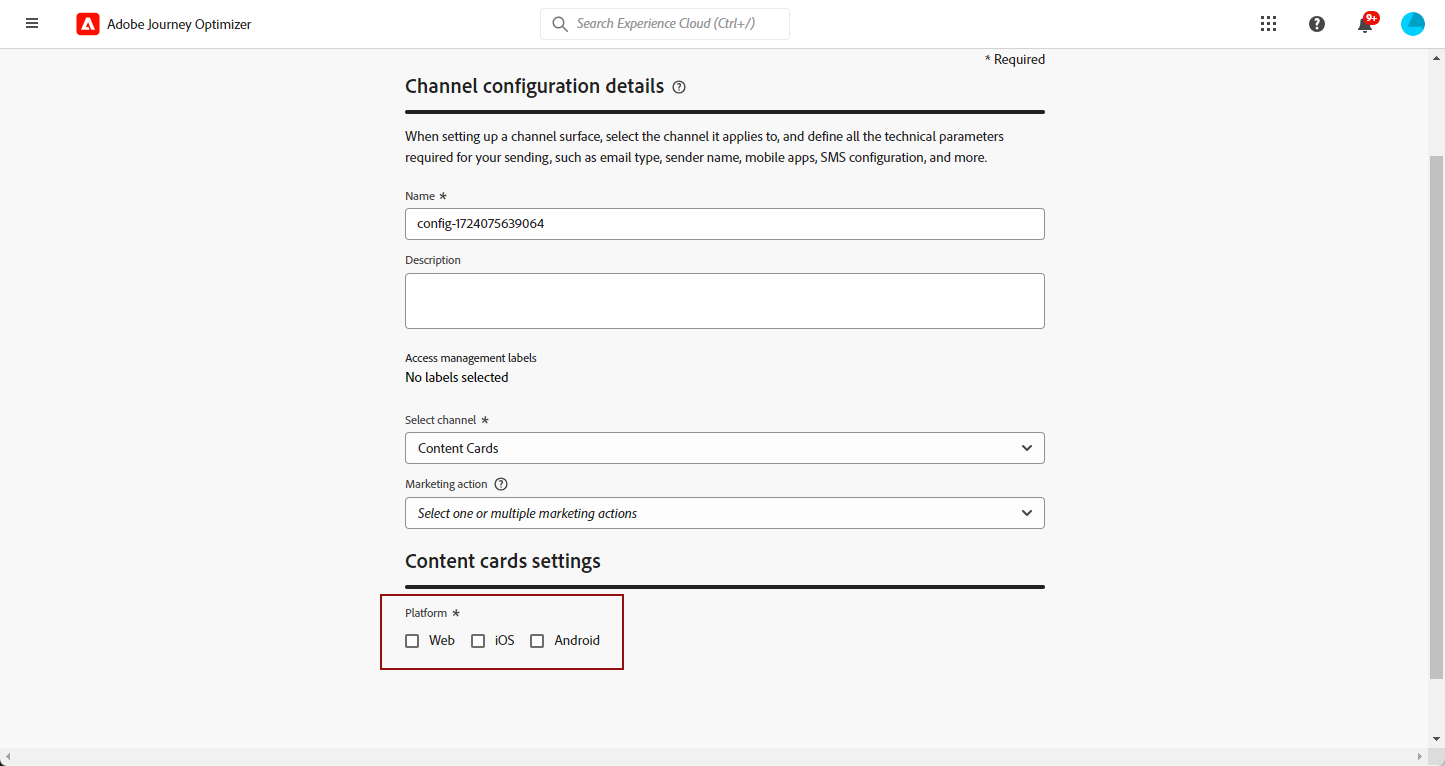 Adobe Journey Optimizer
Search Experience Cloud (Ctrl+/)
9+
* Required
Channel configuration details
When setting up a channel surface, select the channel it applies to, and define all the technical parameters
required for your sending, such as email type, sender name, mobile apps, SMS configuration, and more.
Name *
config-1724075639064
Description
Access management labels
No labels selected
Select channel *
Content Cards
Marketing action
Select one or multiple marketing actions
Content cards settings
Platform *
Web iOS Android